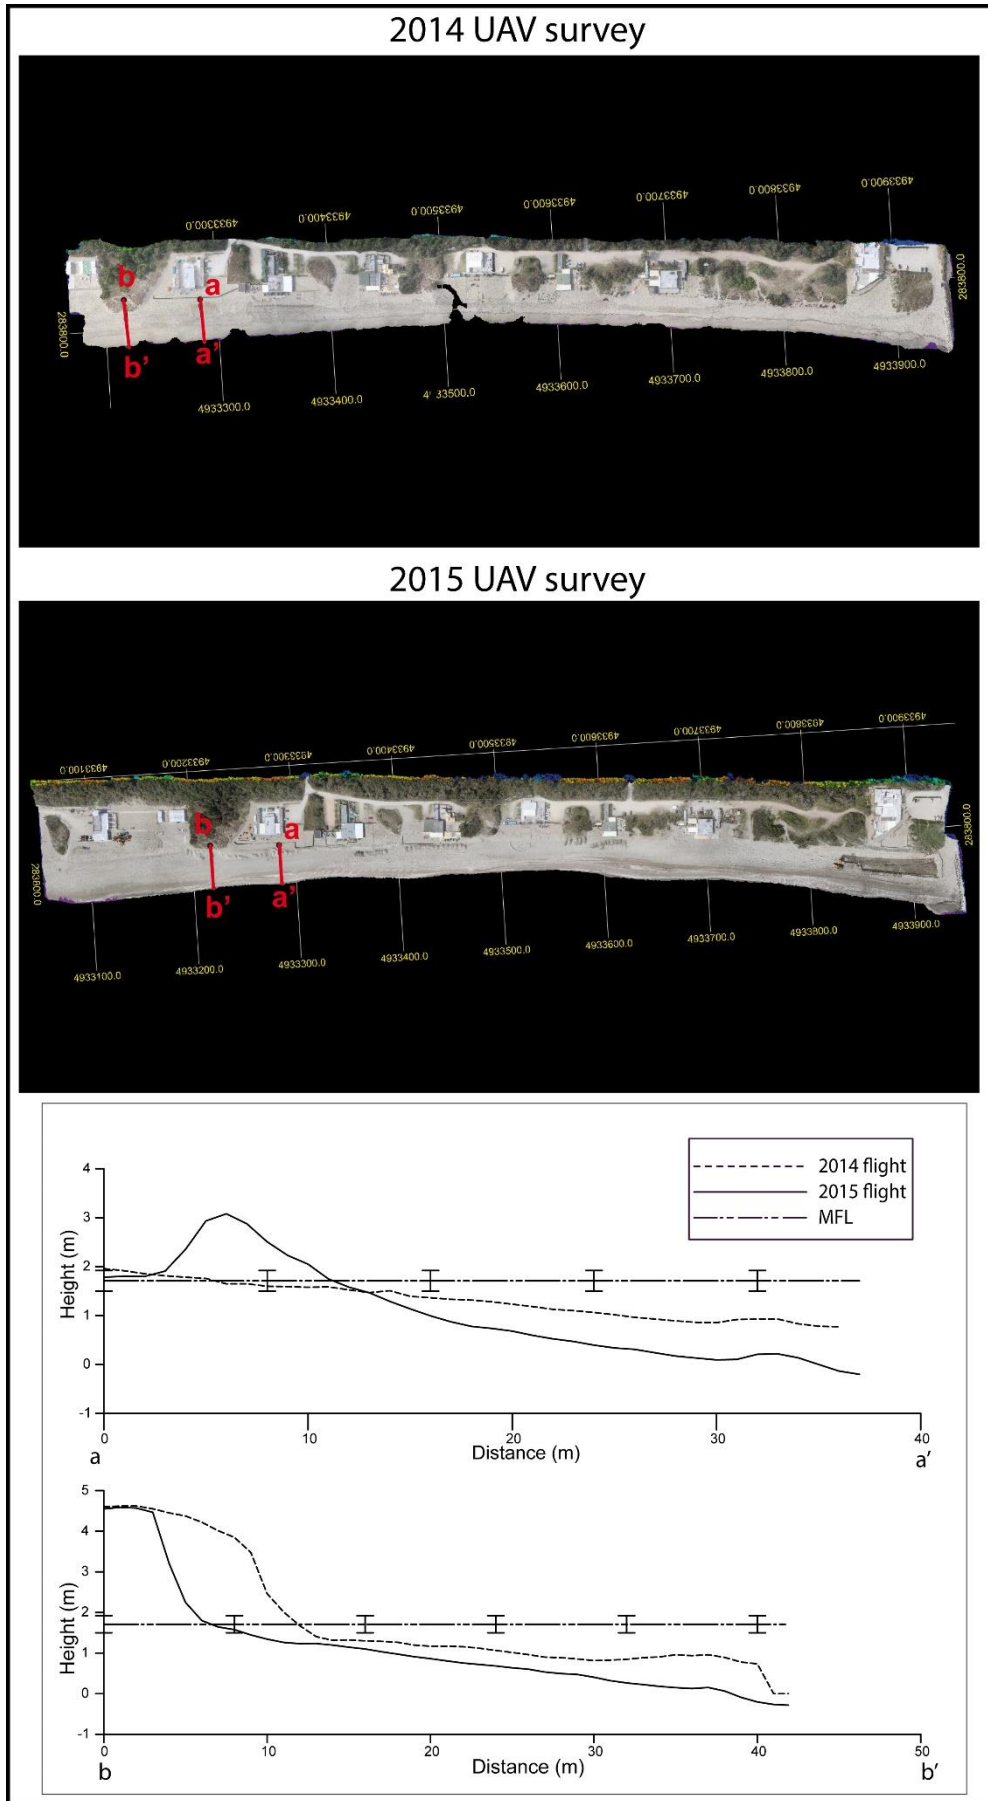 2014 UAV survey
4933300.0
4933400.0
4933500.0
4933600.0
4933700.0
4933800.0
4933900.0
283800.0
b
a
283800.0
b’
a’
4933300.0
4933400.0
4933600.0
4933700.0
4933800.0
4933900.0
2015 UAV survey
4933100.0
4933200.0
4933300.0
4933400.0
4933500.0
4933600.0
4933700.0
4933800.0
4933900.0
283800.0
b
a
283800.0
b’
a’
4933100.0
4933200.0
4933300.0
4933400.0
4933500.0
4933600.0
4933700.0
4933800.0
4933900.0
2014 flight
2015 flight
MFL
4
3
2
1
0
-1
Height (m)
0
10
20
30
40
a
Distance (m)
a’
5
4
3
2
1
0
-1
Height (m)
0
10
20
30
40
50
b
Distance (m)
b’